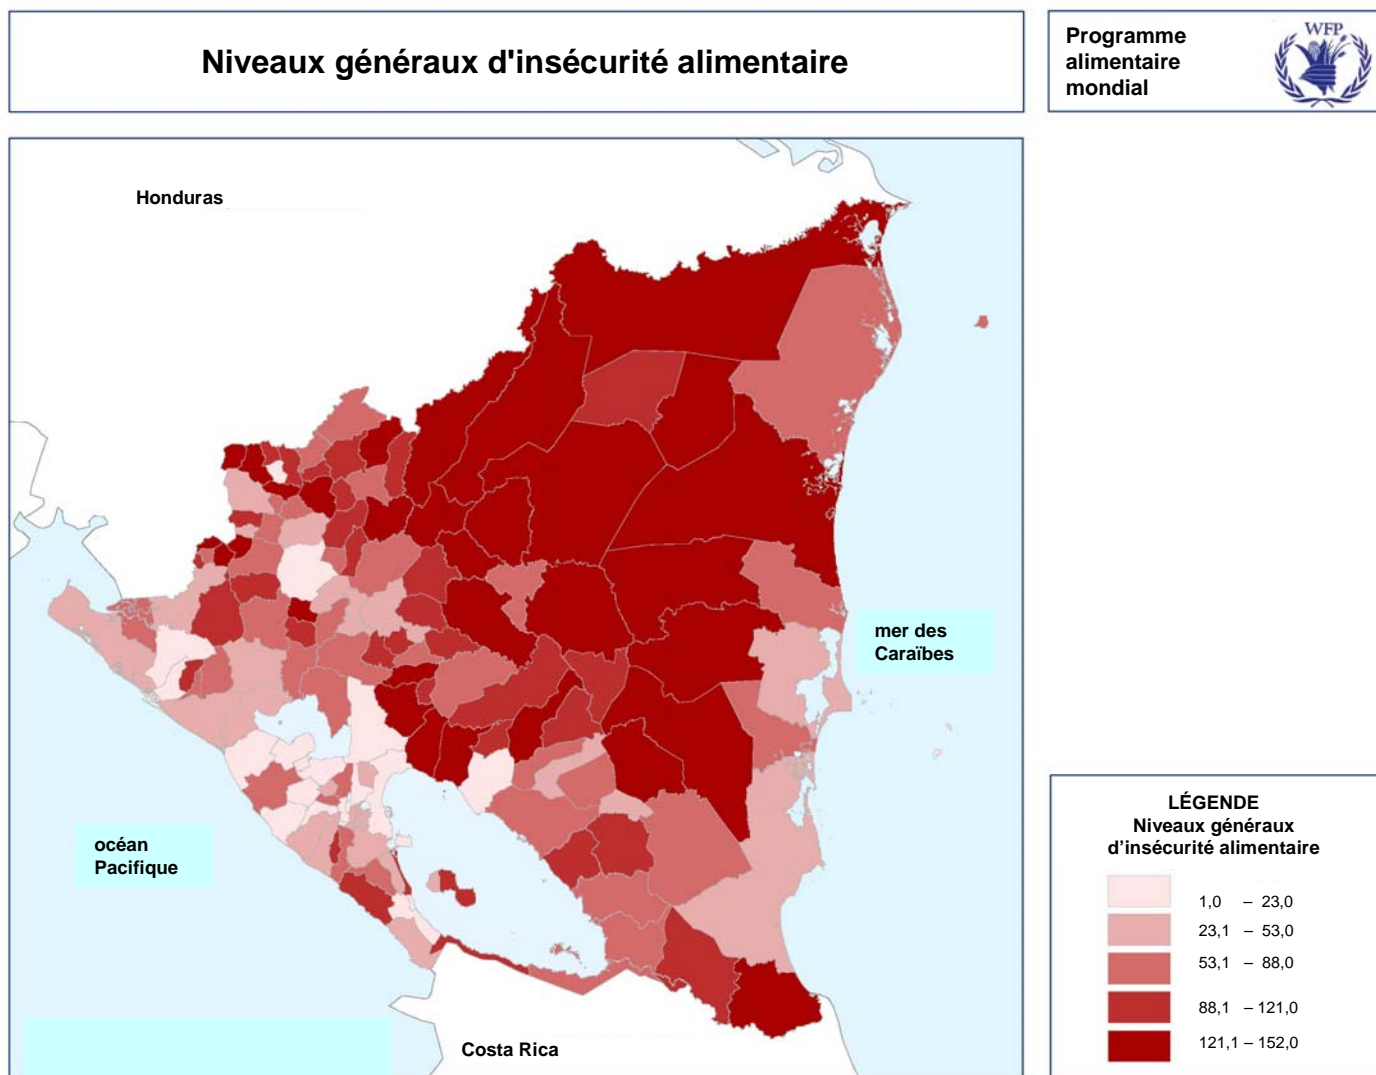 Niveaux généraux d'insécurité alimentaire
Programme
alimentaire
mondial
WFP
Honduras
mer des
Caraïbes
océan
Pacifique
Costa Rica
LÉGENDE
Niveaux généraux
d’insécurité alimentaire
1,0 – 23,0
23,1 – 53,0
53,1 – 88,0
88,1 – 121,0
121,1 – 152,0